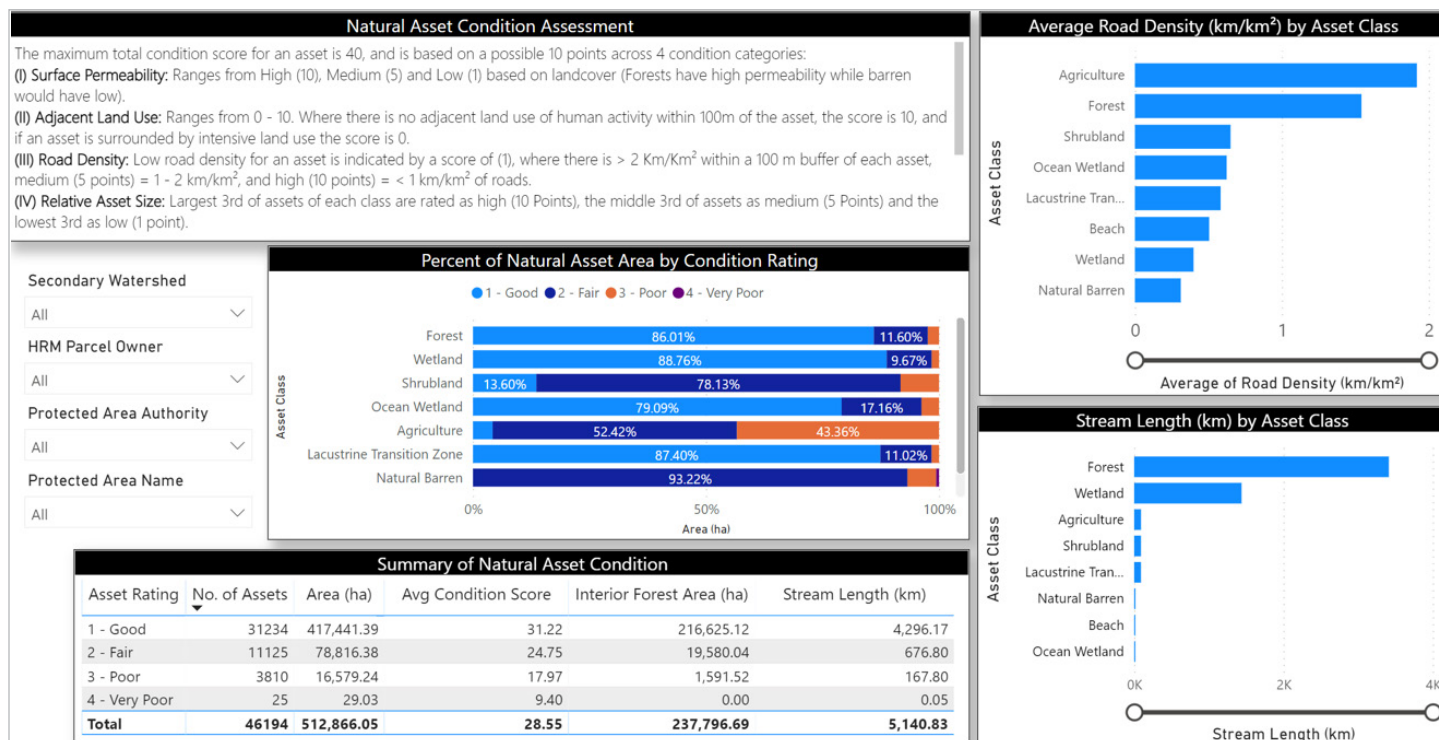 Natural Asset Condition Assessment
The maximum total condition score for an asset is 40, and is based on a possible 10 points across 4 condition categories:
(I) Surface Permeability: Ranges from High (10), Medium (5) and Low (1) based on landcover (Forests have high permeability while barren
would have low).
(II) Adjacent Land Use: Ranges from 0 - 10. Where there is no adjacent land use of human activity within 100m of the asset, the score is 10, and
if an asset is surrounded by intensive land use the score is 0.
(III) Road Density: Low road density for an asset is indicated by a score of (1), where there is > 2 Km/Km² within a 100 m buffer of each asset,
medium (5 points) = 1 - 2 km/km², and high (10 points) = < 1 km/km² of roads.
(IV) Relative Asset Size: Largest 3rd of assets of each class are rated as high (10 Points), the middle 3rd of assets as medium (5 Points) and the
lowest 3rd as low (1 point).
Secondary Watershed
All
HRM Parcel Owner
All
Protected Area Authority
All
Protected Area Name
All
Percent of Natural Asset Area by Condition Rating
1 - Good 2 - Fair 3 - Poor 4 - Very Poor
Asset Class
Forest 86.01% 11.60%
Wetland 88.76% 9.67%
Shrubland 13.60% 78.13%
Ocean Wetland 79.09% 17.16%
Agriculture 52.42% 43.36%
Lacustrine Transition Zone 87.40% 11.02%
Natural Barren 93.22%
0% 50% 100%
Area (ha)
Summary of Natural Asset Condition
Asset Rating No. of Assets Area (ha) Avg Condition Score Interior Forest Area (ha) Stream Length (km)
1 - Good 31234 417,441.39 31.22 216,625.12 4,296.17
2 - Fair 11125 78,816.38 24.75 19,580.04 676.80
3 - Poor 3810 16,579.24 17.97 1,591.52 167.80
4 - Very Poor 25 29.03 9.40 0.00 0.05
Total 46194 512,866.05 28.55 237,796.69 5,140.83
Average Road Density (km/km²) by Asset Class
Asset Class
Agriculture
Forest
Shrubland
Ocean Wetland
Lacustrine Tran...
Beach
Wetland
Natural Barren
0 1 2
Average of Road Density (km/km²)
Stream Length (km) by Asset Class
Asset Class
Forest
Wetland
Agriculture
Shrubland
Lacustrine Tran...
Natural Barren
Beach
Ocean Wetland
0K 2K 4K
Stream Length (km)